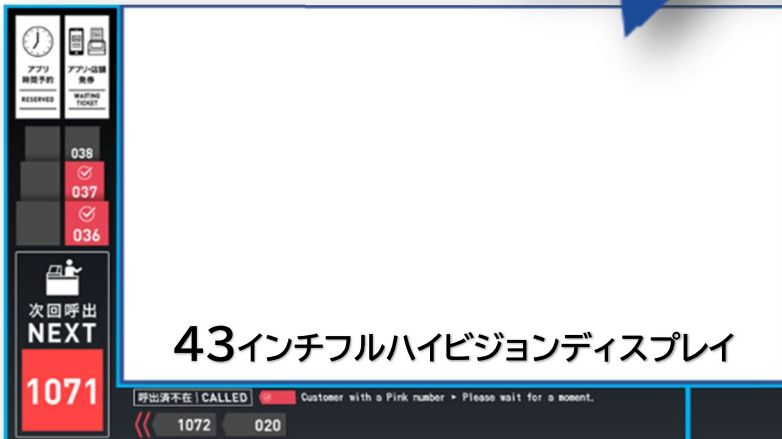 アプリ
時間予約
RESERVED
アプリ・店舗
発券
WAITING
TICKET
038
037
036
次回呼出
NEXT
1071
43インチフルハイビジョンディスプレイ
呼出済不在 | CALLED
Customer with a Pink number ▸ Please wait for a moment.
1072 020